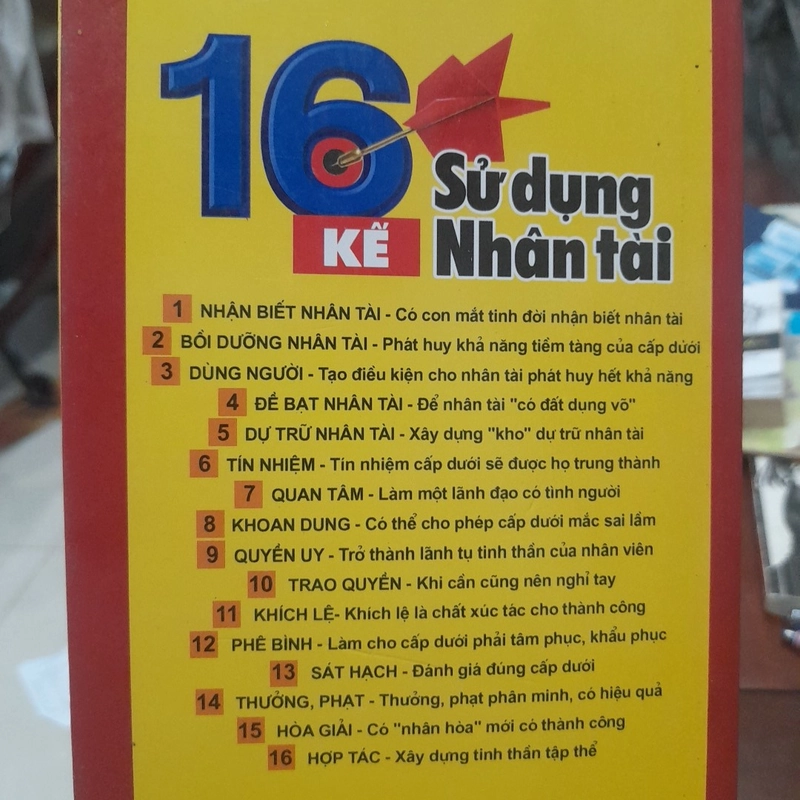 16
KẾ
Sử dụng
Nhân tài
1 NHẬN BIẾT NHÂN TÀI - Có con mắt tinh đời nhận biết nhân tài
2 BỒI DƯỠNG NHÂN TÀI - Phát huy khả năng tiềm tàng của cấp dưới
3 DÙNG NGƯỜI - Tạo điều kiện cho nhân tài phát huy hết khả năng
4 ĐỀ BẠT NHÂN TÀI - Để nhân tài "có đất dụng võ"
5 DỰ TRỮ NHÂN TÀI - Xây dựng "kho" dự trữ nhân tài
6 TÍN NHIỆM - Tín nhiệm cấp dưới sẽ được họ trung thành
7 QUAN TÂM - Làm một lãnh đạo có tình người
8 KHOAN DUNG - Có thể cho phép cấp dưới mắc sai lầm
9 QUYỀN UY - Trở thành lãnh tụ tinh thần của nhân viên
10 TRAO QUYỀN - Khi cần cũng nên nghỉ tay
11 KHÍCH LỆ- Khích lệ là chất xúc tác cho thành công
12 PHÊ BÌNH - Làm cho cấp dưới phải tâm phục, khẩu phục
13 SÁT HẠCH - Đánh giá đúng cấp dưới
14 THƯỞNG, PHẠT - Thưởng, phạt phân minh, có hiệu quả
15 HÒA GIẢI - Có "nhân hòa" mới có thành công
16 HỢP TÁC - Xây dựng tinh thần tập thể